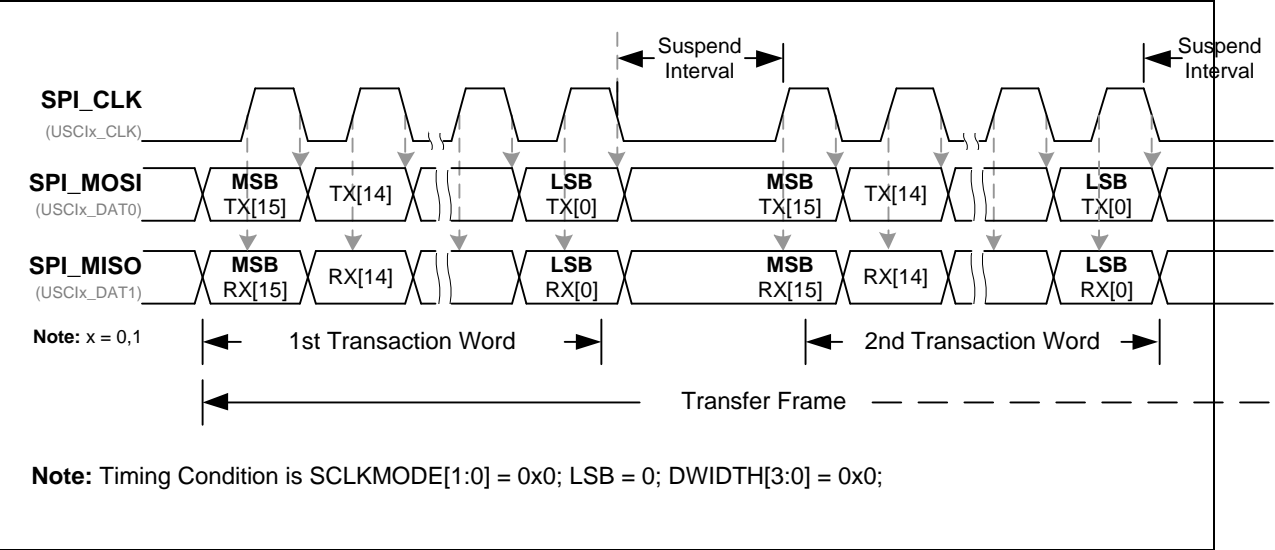 Suspend
Interval
Suspend
Interval
SPI_CLK
(USCIx_CLK)
SPI_MOSI
(USCIx_DAT0)
MSB
TX[15]
TX[14]
LSB
TX[0]
MSB
TX[15]
TX[14]
LSB
TX[0]
SPI_MISO
(USCIx_DAT1)
MSB
RX[15]
RX[14]
LSB
RX[0]
MSB
RX[15]
RX[14]
LSB
RX[0]
Note: x = 0,1
1st Transaction Word
2nd Transaction Word
Transfer Frame
Note: Timing Condition is SCLKMODE[1:0] = 0x0; LSB = 0; DWIDTH[3:0] = 0x0;